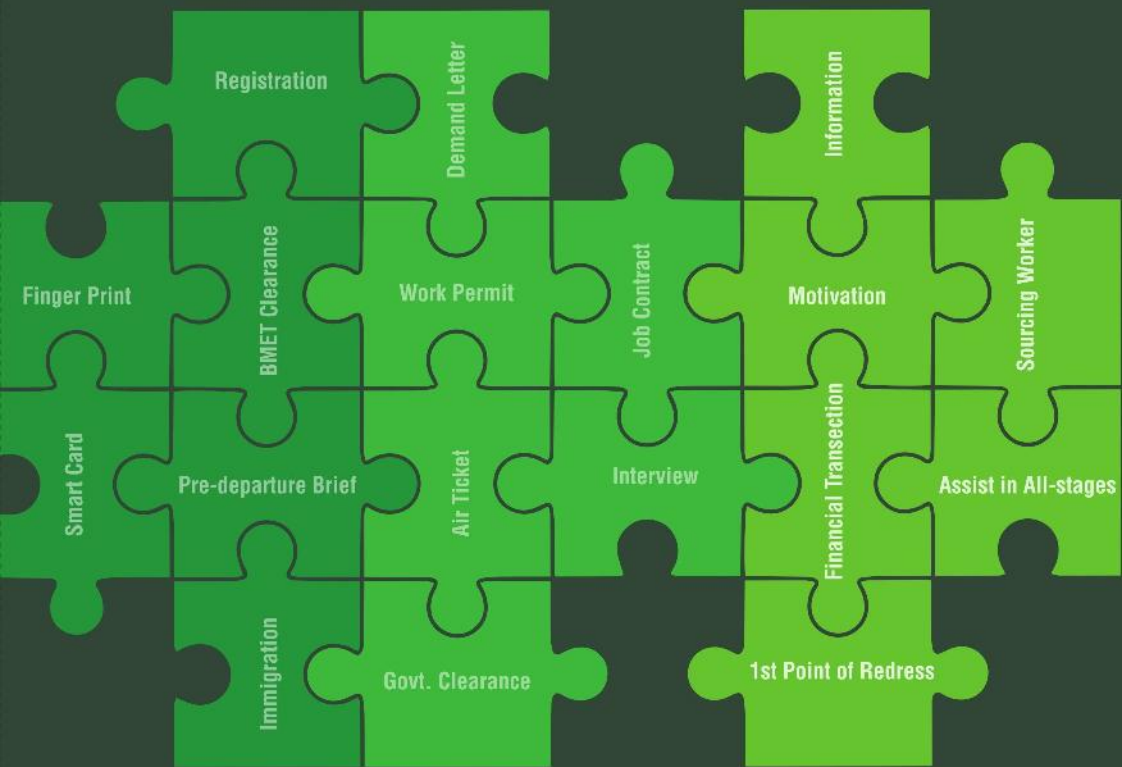 Registration
Demand Letter
Information
Finger Print
BMET Clearance
Work Permit
Job Contract
Motivation
Sourcing Worker
Smart Card
Pre-departure Brief
Air Ticket
Interview
Financial Transection
Assist in All-stages
Immigration
Govt. Clearance
1st Point of Redress